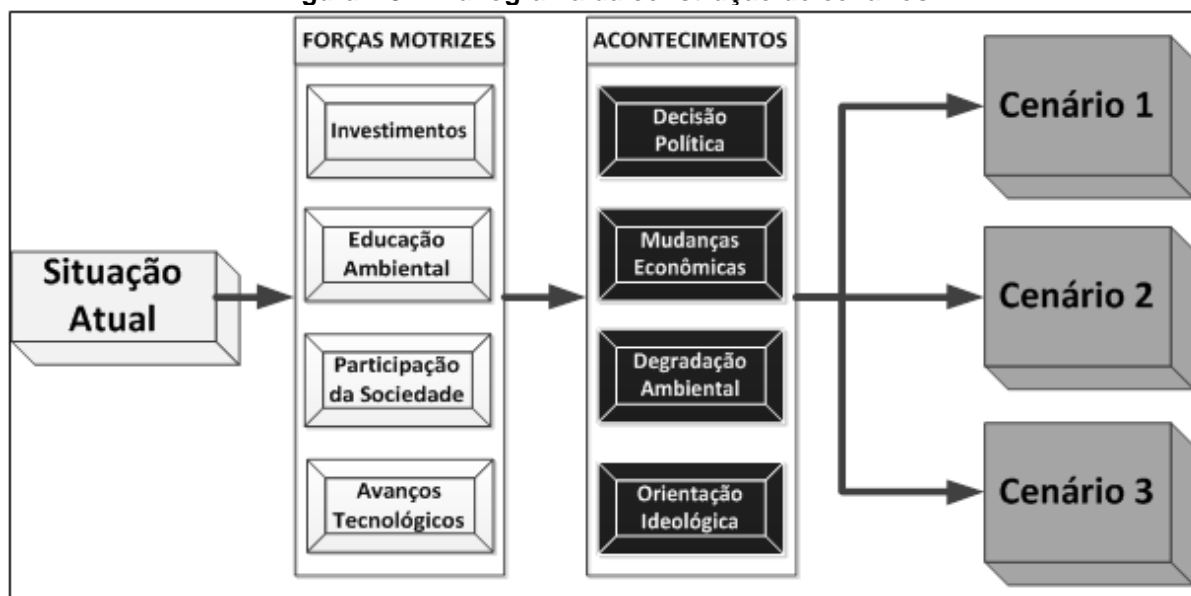 FORÇAS MOTRIZES
Investimentos
Educação
Ambiental
Participação
da Sociedade
Avanços
Tecnológicos
ACONTECIMENTOS
Decisão
Política
Mudanças
Econômicas
Degradação
Ambiental
Orientação
Ideológica
Situação
Atual
Cenário 1
Cenário 2
Cenário 3